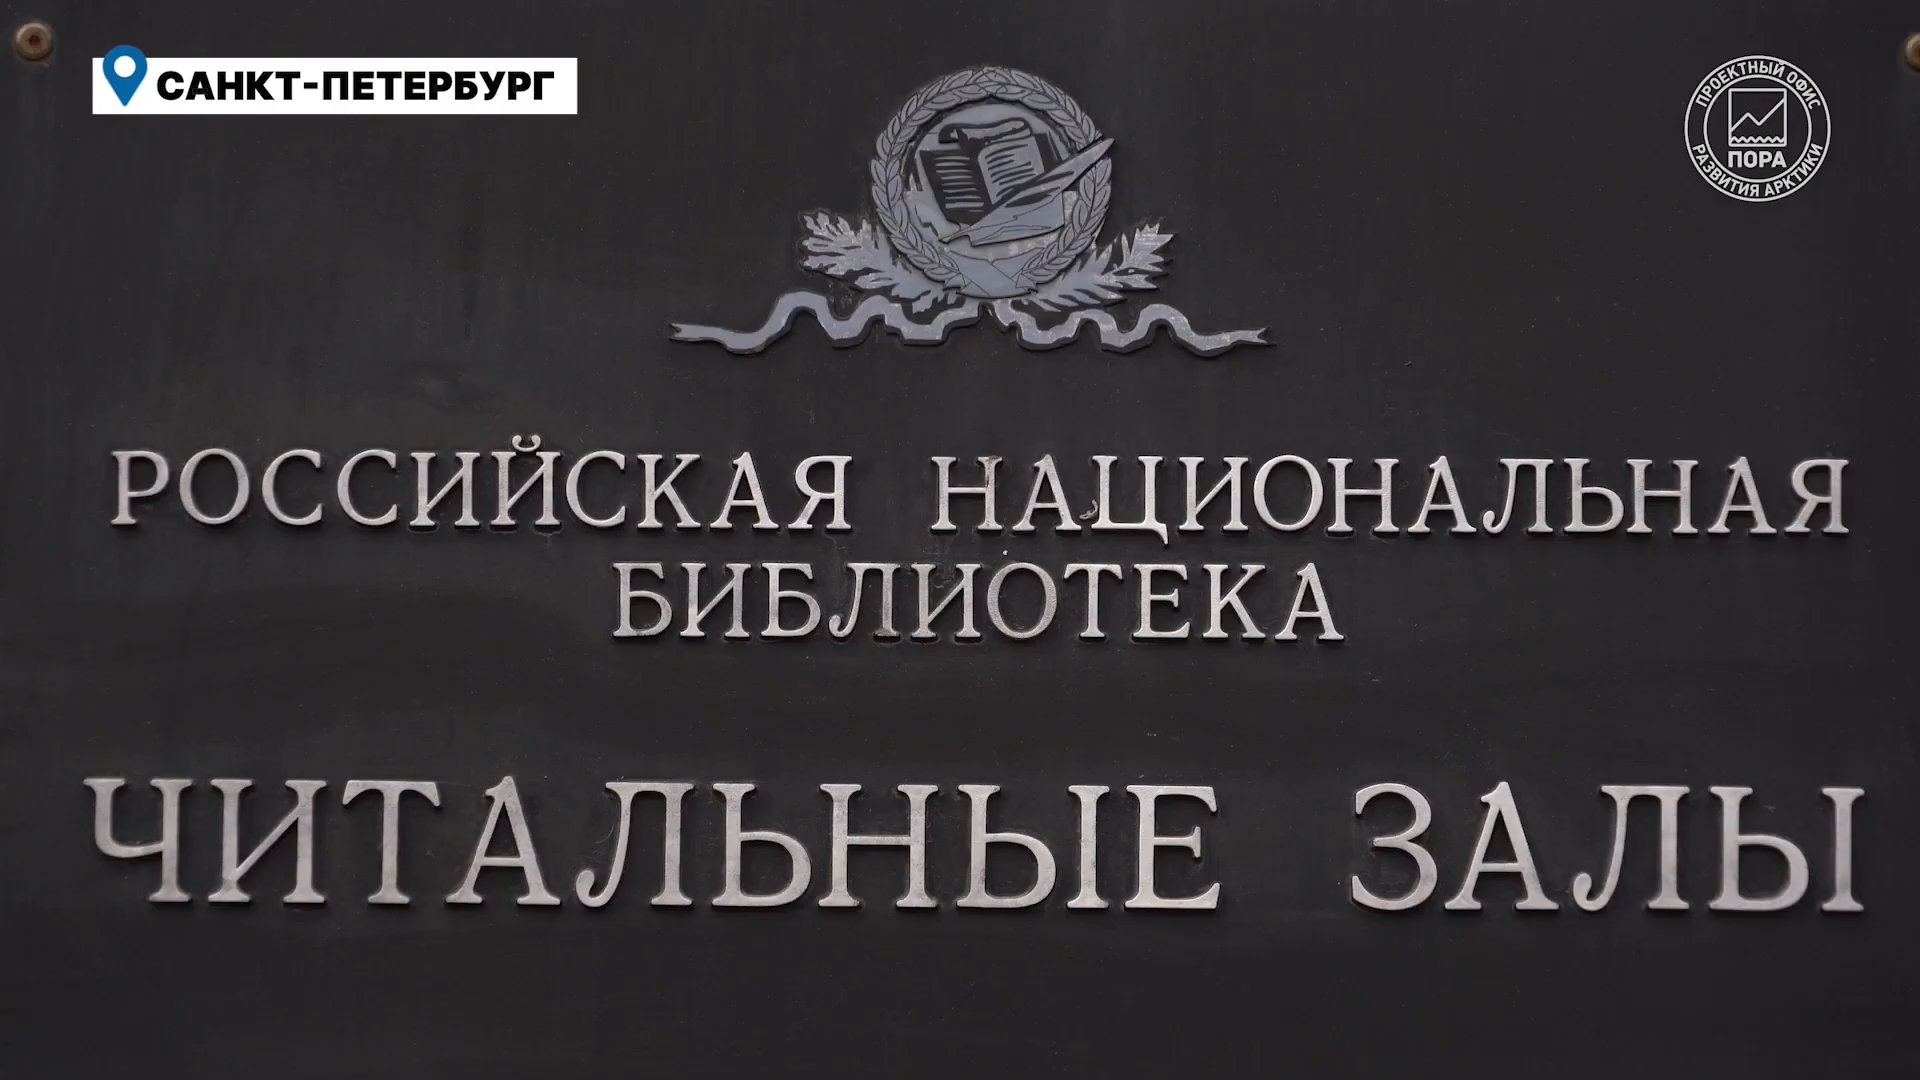 САНКТ-ПЕТЕРБУРГ
ПРОЕКТНЫЙ ОФИС
ПОРА
РАЗВИТИЯ АРКТИКИ
РОССИЙСКАЯ НАЦИОНАЛЬНАЯ
БИБЛИОТЕКА
ЧИТАЛЬНЫЕ ЗАЛЫ